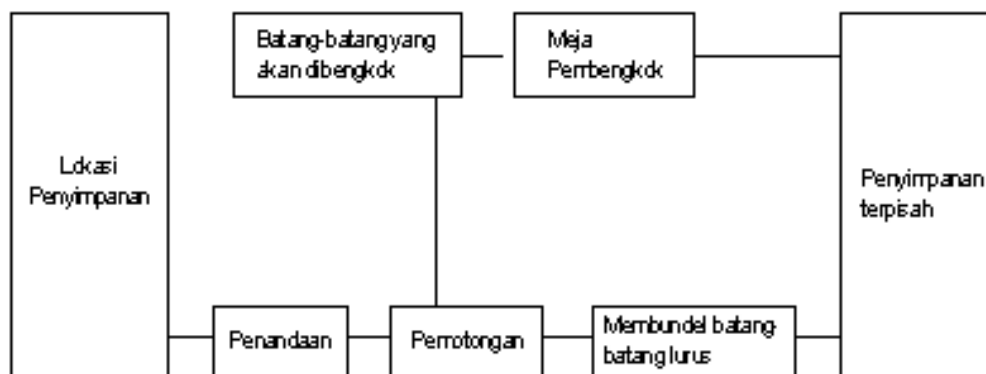 Batang-batang yang
akan dibengkok
Meja
Pembengkok
Lokasi
Penyimpanan
Penyimpanan
terpisah
Penandaan
Pemotongan
Membundel batang-
batang lurus